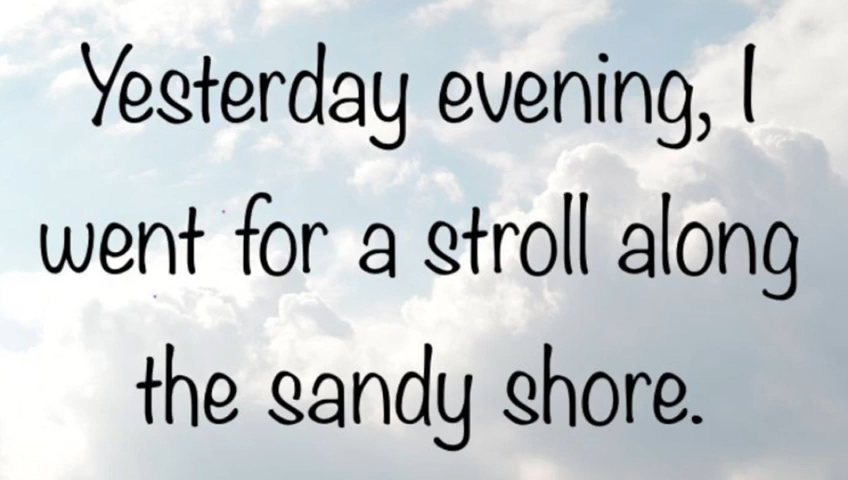 Yesterday evening, I
went for a stroll along
the sandy shore.